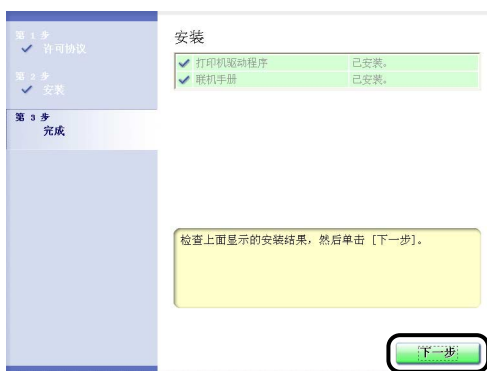 第 1 步
许可协议
第 2 步
安装
第 3 步
完成
安装
打印机驱动程序 已安装。
联机手册 已安装。
检查上面显示的安装结果，然后单击 [下一步]。
下一步